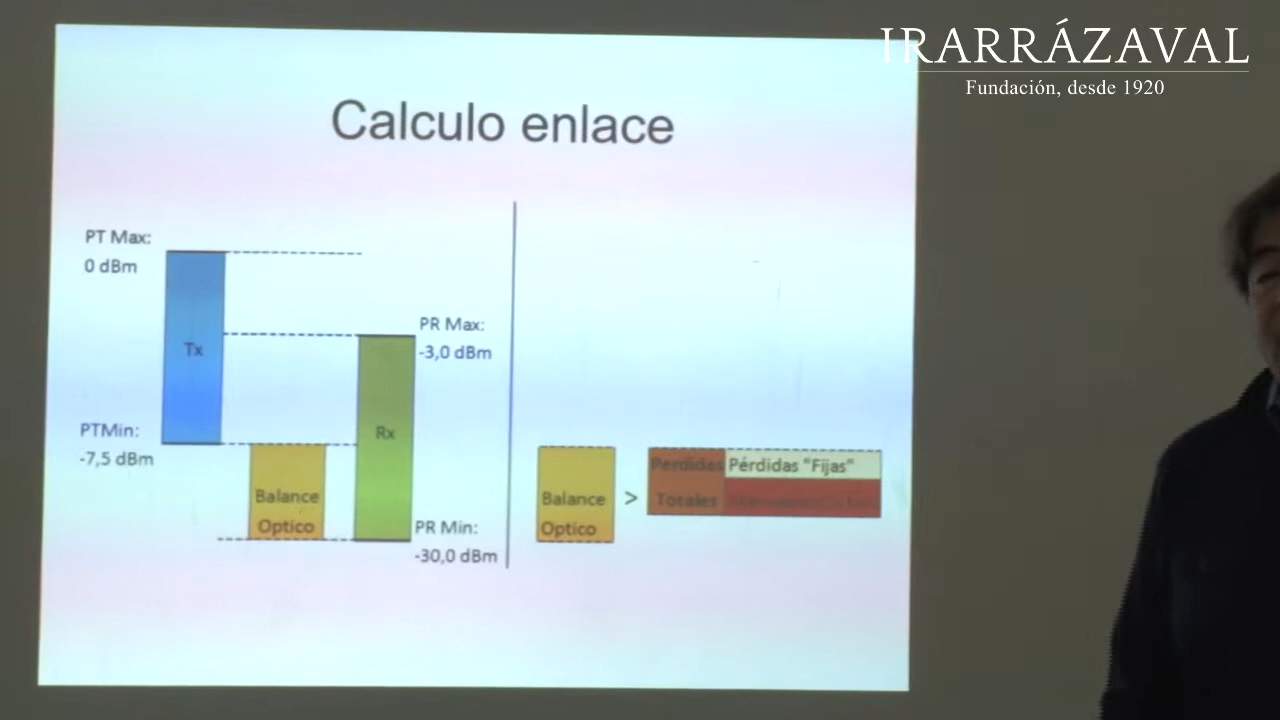 IRARRÁZAVAL
Fundación, desde 1920
Calculo enlace
PT Max:
0 dBm
Tx
PTMin:
-7,5 dBm
Balance
Optico
PR Max:
-3,0 dBm
Rx
PR Min:
-30,0 dBm
Balance
Optico
>
Perdidas
Totales
Pérdidas "Fijas"